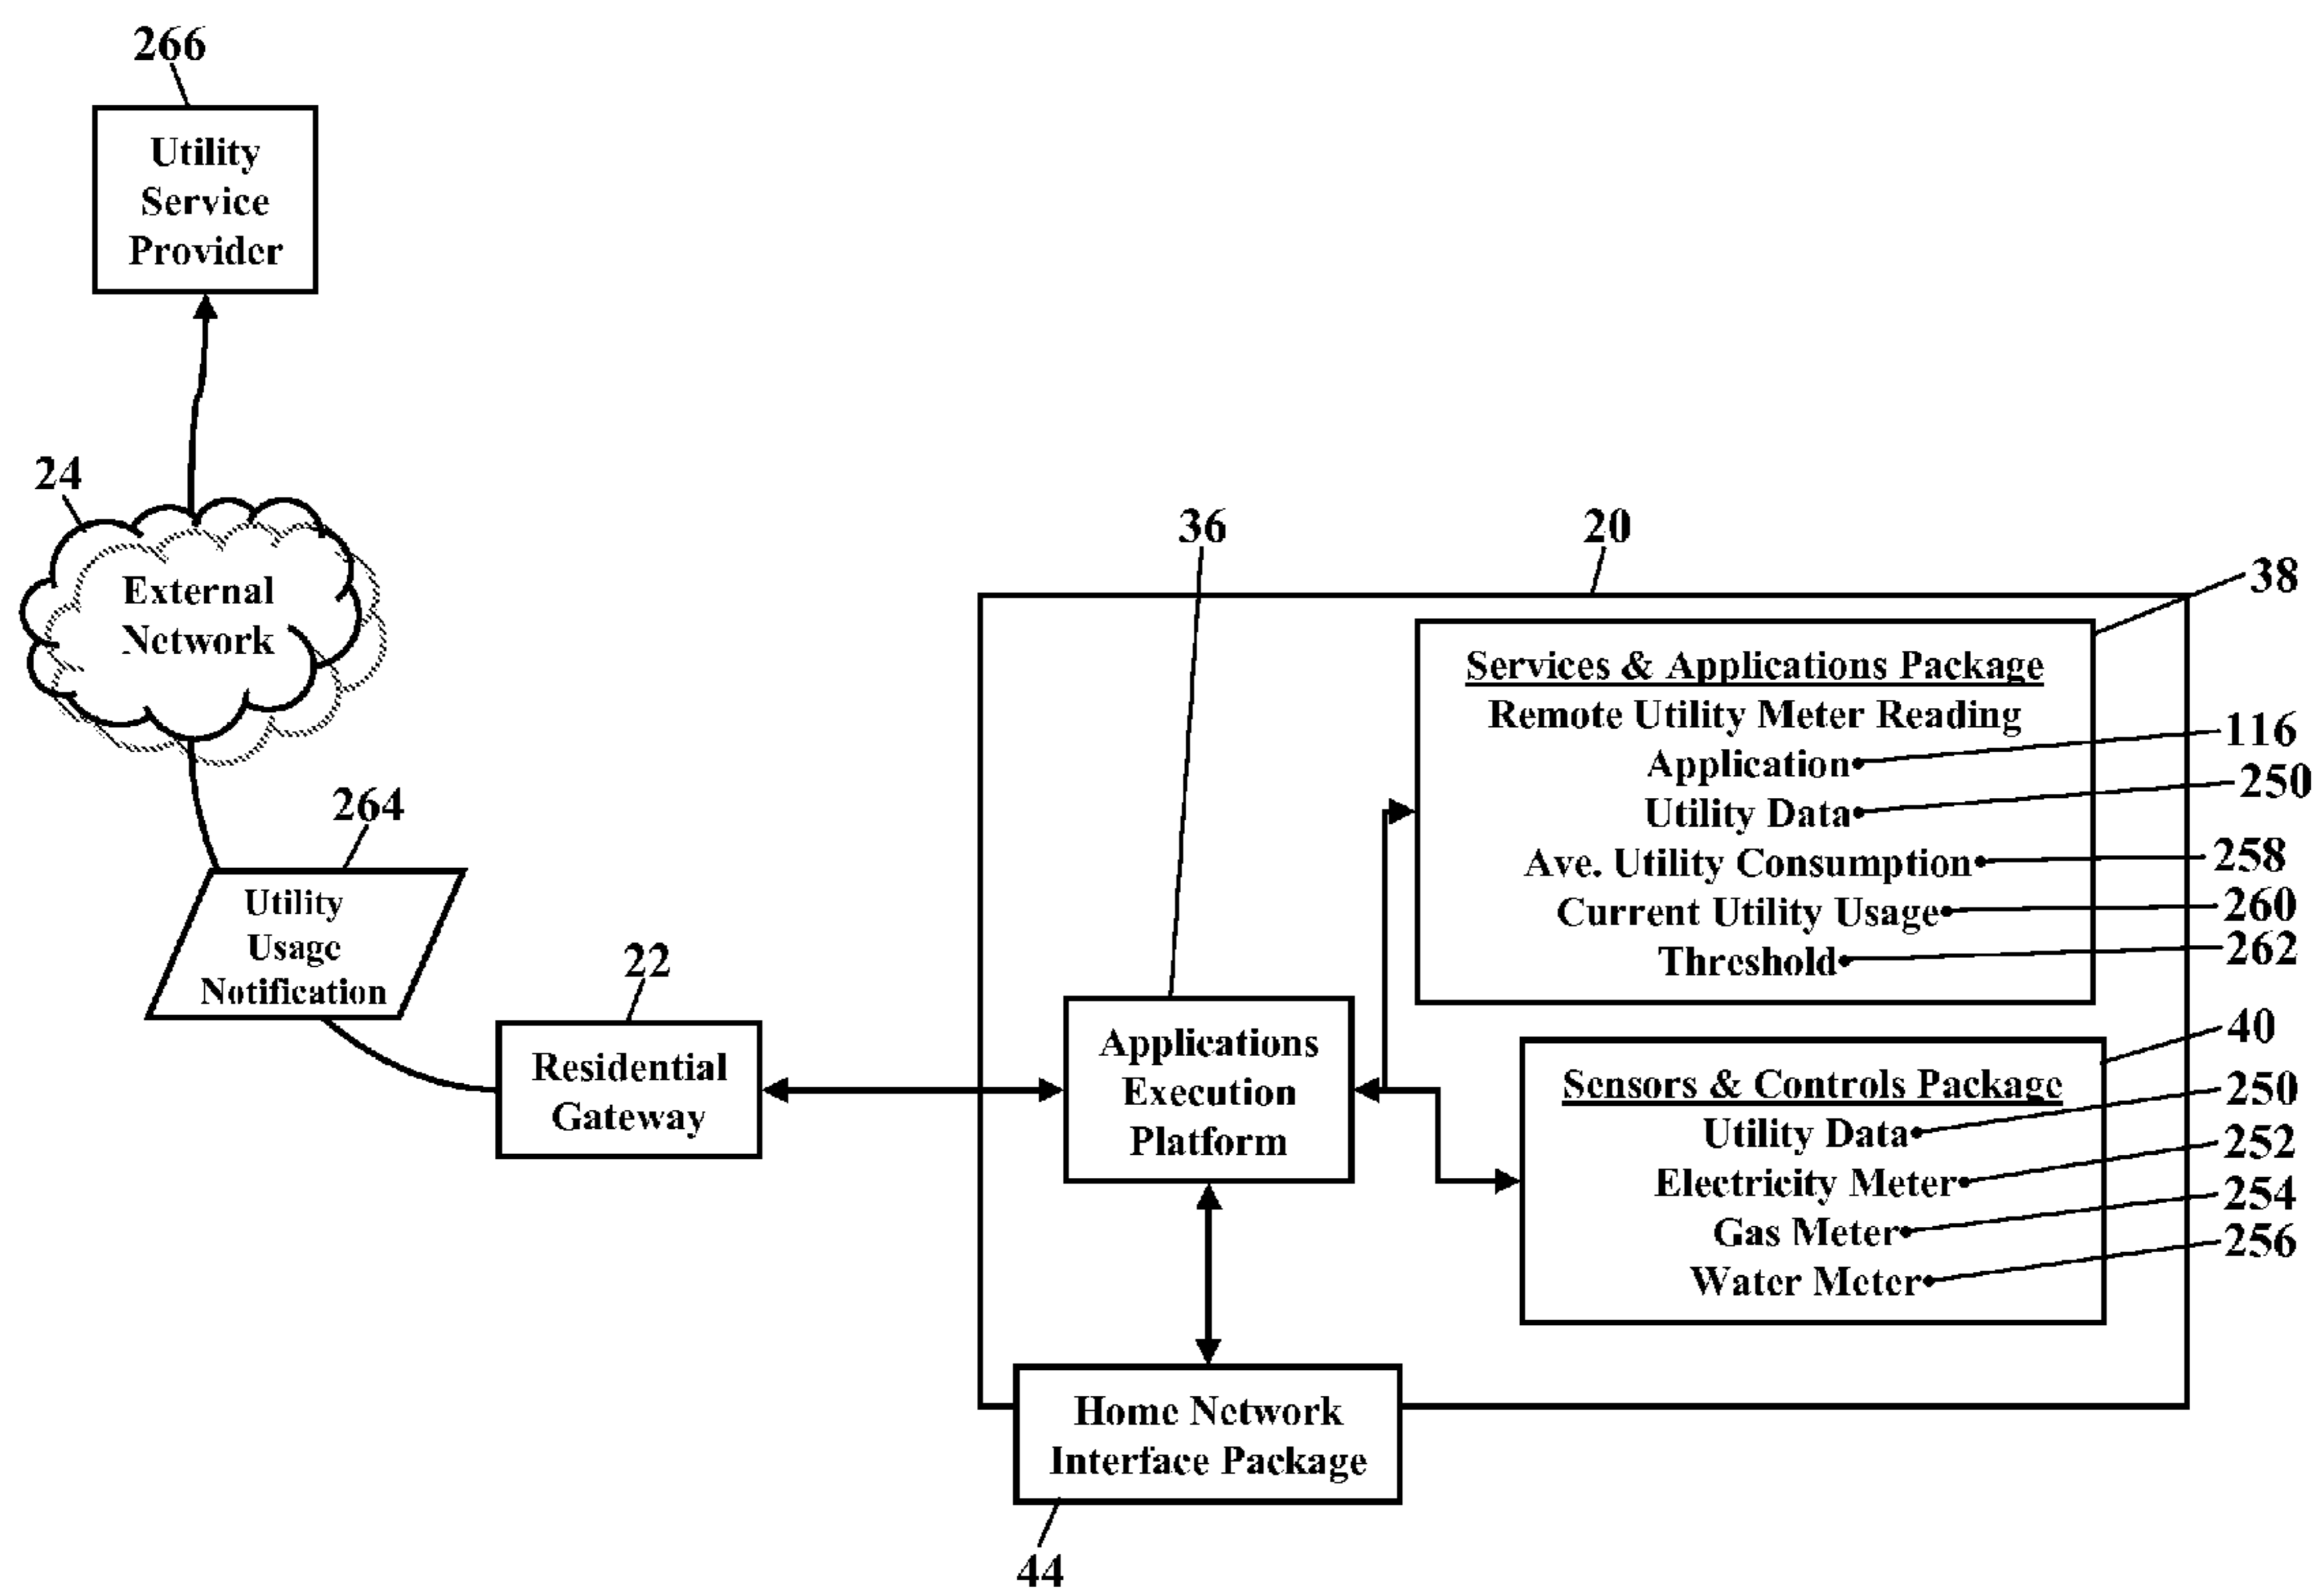 266
Utility
Service
Provider
24
External
Network
264
Utility
Usage
Notification
22
Residential
Gateway
36
20
38
Services & Applications Package
Remote Utility Meter Reading
Application
116
Utility Data
250
Ave. Utility Consumption
258
Current Utility Usage
260
Threshold
262
Applications
Execution
Platform
40
Sensors & Controls Package
Utility Data
250
Electricity Meter
252
Gas Meter
254
Water Meter
256
Home Network
Interface Package
44